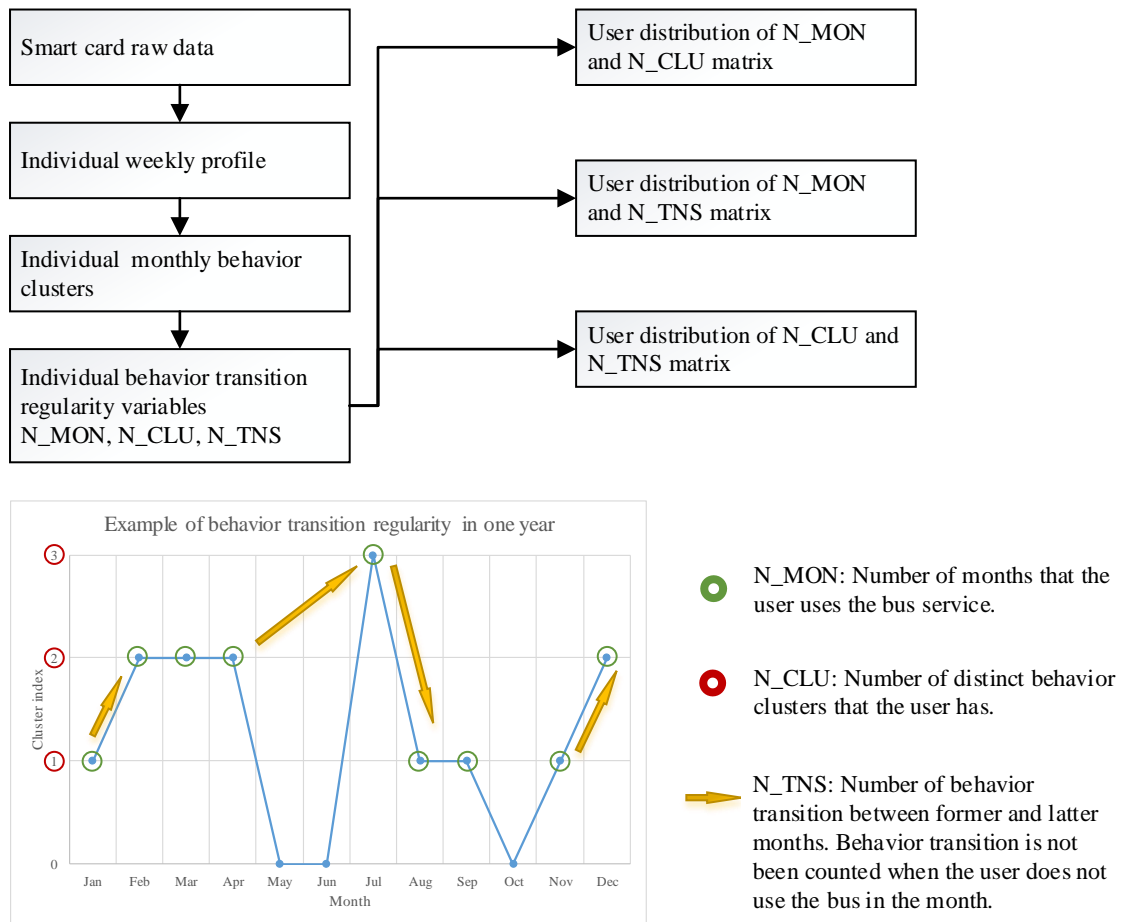 Smart card raw data
Individual weekly profile
Individual monthly behavior
clusters
Individual behavior transition
regularity variables
N_MON, N_CLU, N_TNS
User distribution of N_MON
and N_CLU matrix
User distribution of N_MON
and N_TNS matrix
User distribution of N_CLU and
N_TNS matrix
Example of behavior transition regularity in one year
Cluster index
3
2
1
0
Jan Feb Mar Apr May Jun Jul Aug Sep Oct Nov Dec
Month
N_MON: Number of months that the
user uses the bus service.
N_CLU: Number of distinct behavior
clusters that the user has.
N_TNS: Number of behavior
transition between former and latter
months. Behavior transition is not
been counted when the user does not
use the bus in the month.